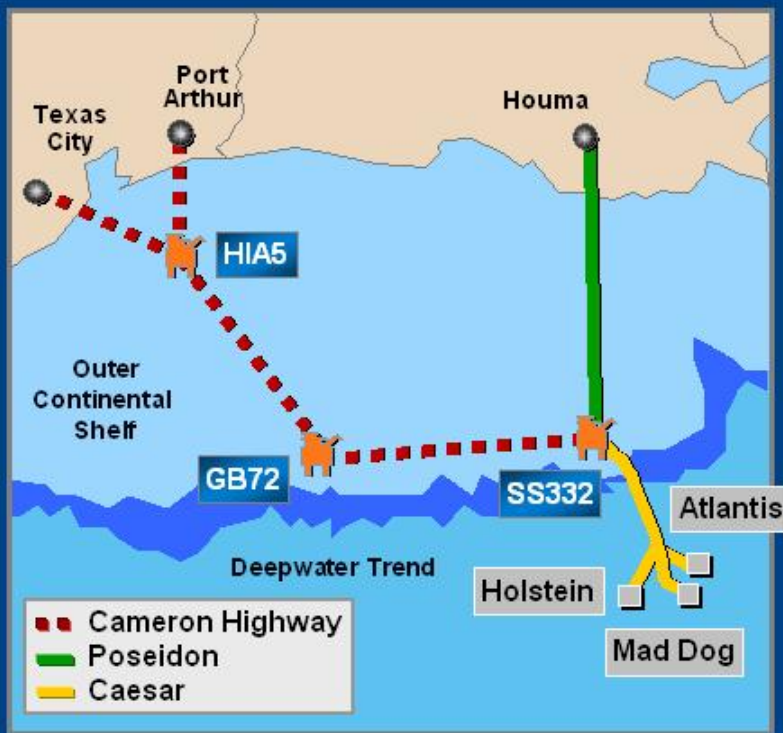 Port
Arthur
Texas
City
Houma
HIA5
Outer
Continental
Shelf
GB72
SS332
Atlantis
Deepwater Trend
Holstein
Mad Dog
Cameron Highway
Poseidon
Caesar